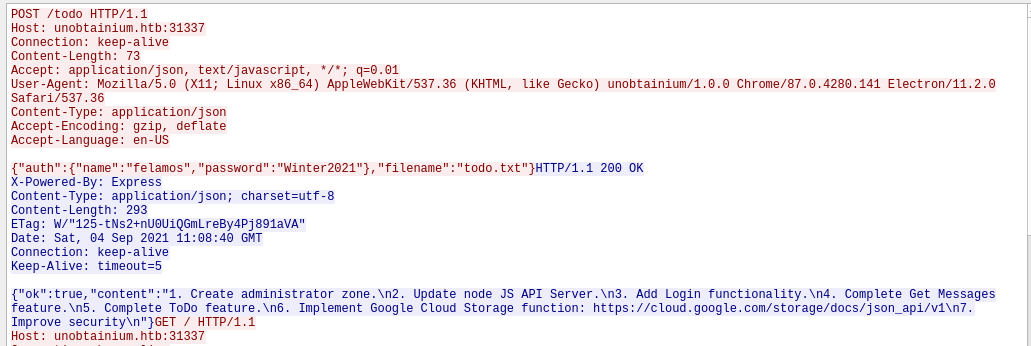 POST /todo HTTP/1.1
Host: unobtainium.htb:31337
Connection: keep-alive
Content-Length: 73
Accept: application/json, text/javascript, */*; q=0.01
User-Agent: Mozilla/5.0 (X11; Linux x86_64) AppleWebKit/537.36 (KHTML, like Gecko) unobtainium/1.0.0 Chrome/87.0.4280.141 Electron/11.2.0
Safari/537.36
Content-Type: application/json
Accept-Encoding: gzip, deflate
Accept-Language: en-US
{"auth":{"name":"felamos","password":"Winter2021"},"filename":"todo.txt"}HTTP/1.1 200 OK
X-Powered-By: Express
Content-Type: application/json; charset=utf-8
Content-Length: 293
ETag: W/"125-tNs2+nU0UiQGmLreBy4Pj891aVA"
Date: Sat, 04 Sep 2021 11:08:40 GMT
Connection: keep-alive
Keep-Alive: timeout=5
{"ok":true,"content":"1. Create administrator zone.\n2. Update node JS API Server.\n3. Add Login functionality.\n4. Complete Get Messages
feature.\n5. Complete ToDo feature.\n6. Implement Google Cloud Storage function: https://cloud.google.com/storage/docs/json_api/v1\n7.
Improve security\n"}GET / HTTP/1.1
Host: unobtainium.htb:31337